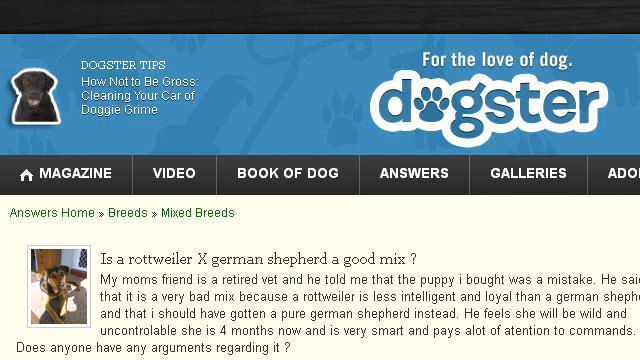 DOGSTER TIPS
How Not to Be Gross:
Cleaning Your Car of
Doggie Grime
For the love of dog.
dogster
MAGAZINE VIDEO BOOK OF DOG ANSWERS GALLERIES ADO
Answers Home » Breeds » Mixed Breeds
Is a rottweiler X german shepherd a good mix ?
My moms friend is a retired vet and he told me that the puppy i bought was a mistake. He said
that it is a very bad mix because a rottweiler is less intelligent and loyal than a german sheph
and that i should have gotten a pure german shepherd instead. He feels she will be wild and
uncontrolable she is 4 months now and is very smart and pays alot of atention to commands.
Does anyone have any arguments regarding it ?